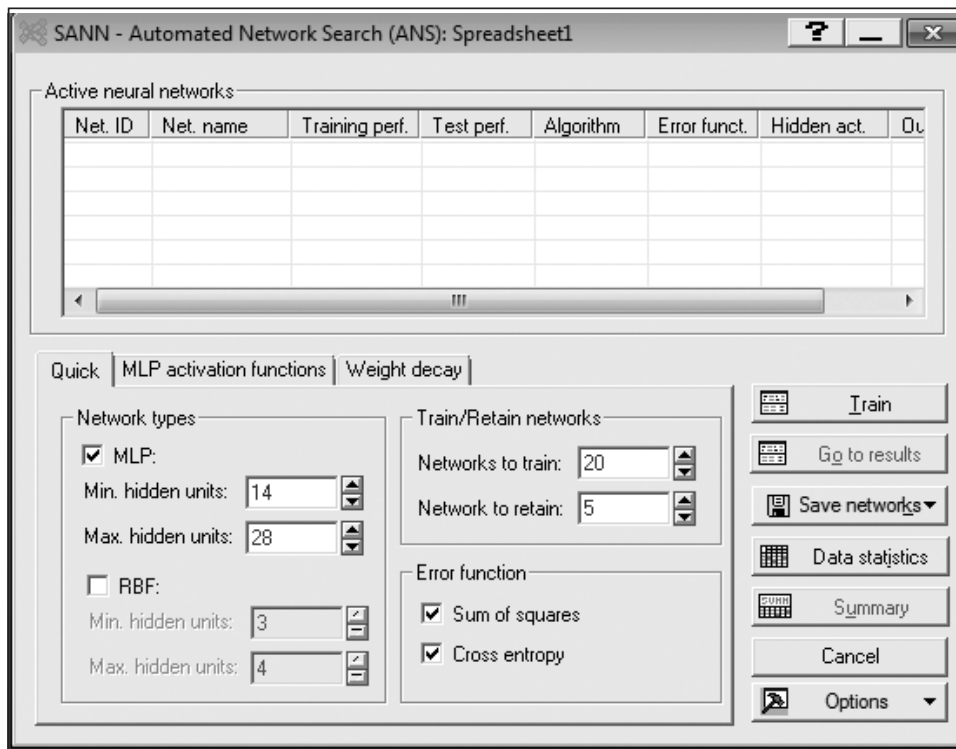 SANN - Automated Network Search (ANS): Spreadsheet1
Active neural networks
Net. ID Net. name Training perf. Test perf. Algorithm Error funct. Hidden act. Ou
Quick MLP activation functions Weight decay
Network types
MLP:
Min. hidden units: 14
Max. hidden units: 28
RBF:
Min. hidden units: 3
Max. hidden units: 4
Train/Retain networks
Networks to train: 20
Network to retain: 5
Error function
Sum of squares
Cross entropy
Train
Go to results
Save networks
Data statistics
Summary
Cancel
Options